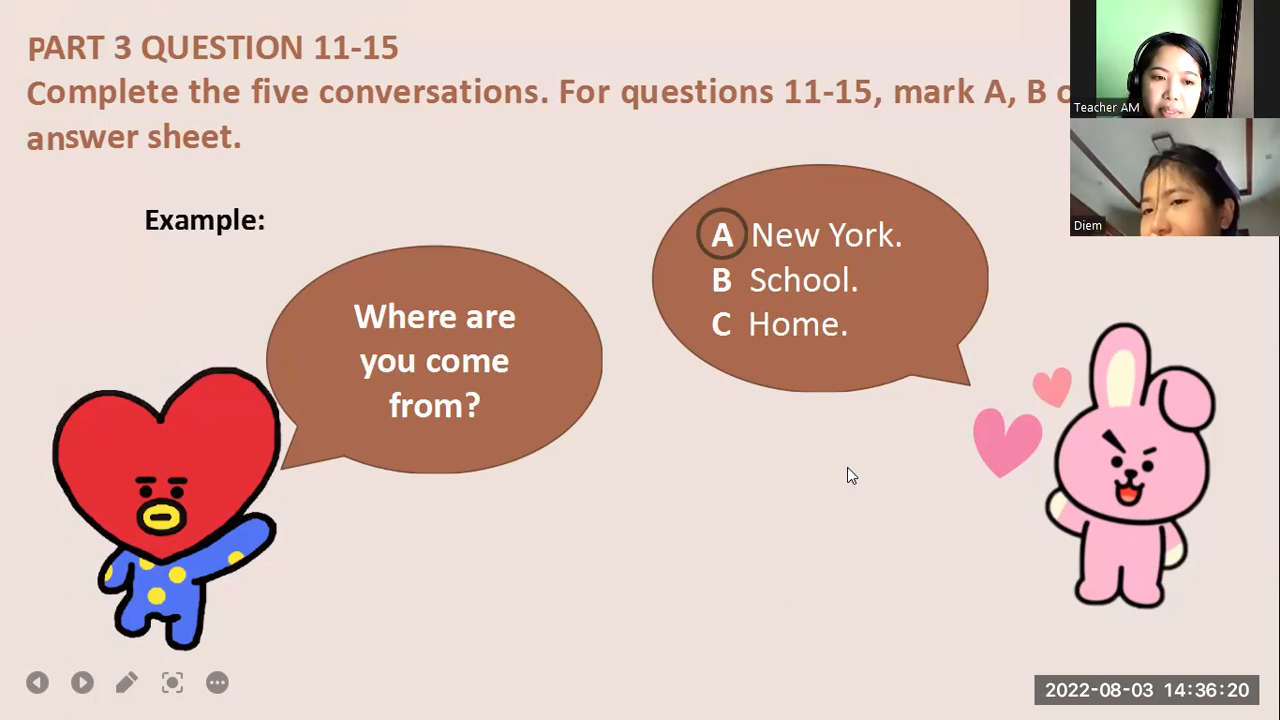 PART 3 QUESTION 11-15
Complete the five conversations. For questions 11-15, mark A, B
answer sheet.
Teacher AM
Diem
Example:
A New York.
B School.
C Home.
Where are
you come
from?
2022-08-03 14:36:20